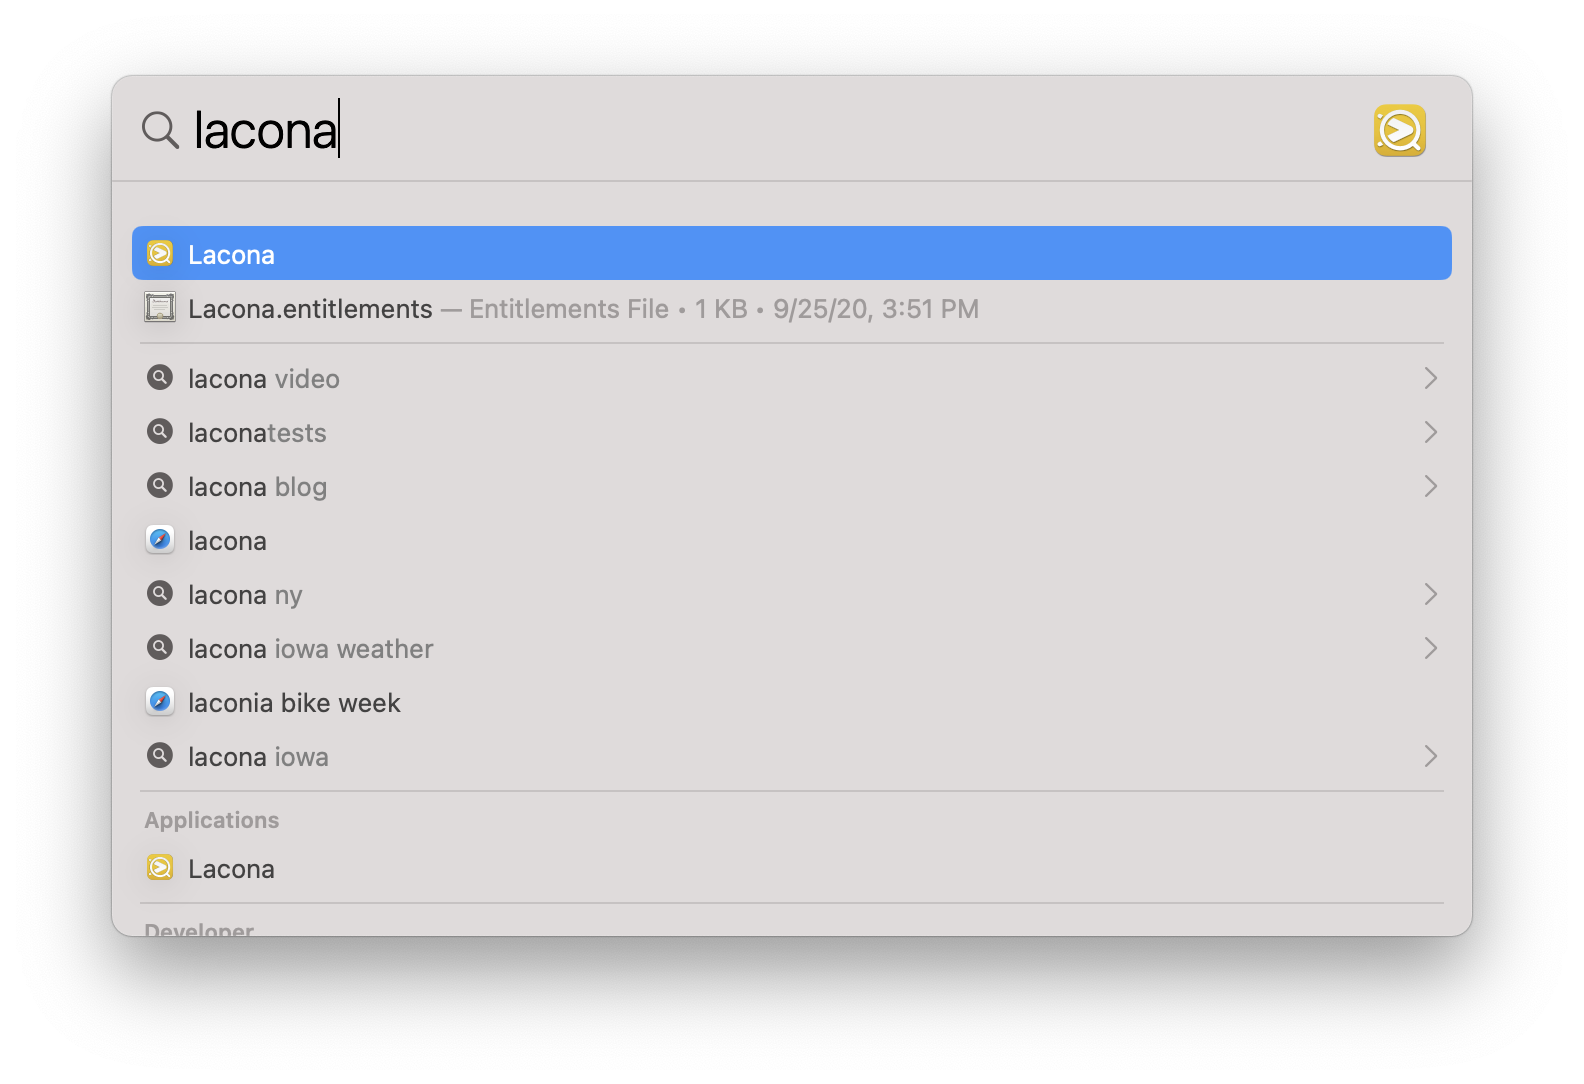 lacona
Lacona
Lacona.entitlements — Entitlements File • 1 KB • 9/25/20, 3:51 PM
lacona video
laconatests
lacona blog
lacona
lacona ny
lacona iowa weather
laconia bike week
lacona iowa
Applications
Lacona
Developer